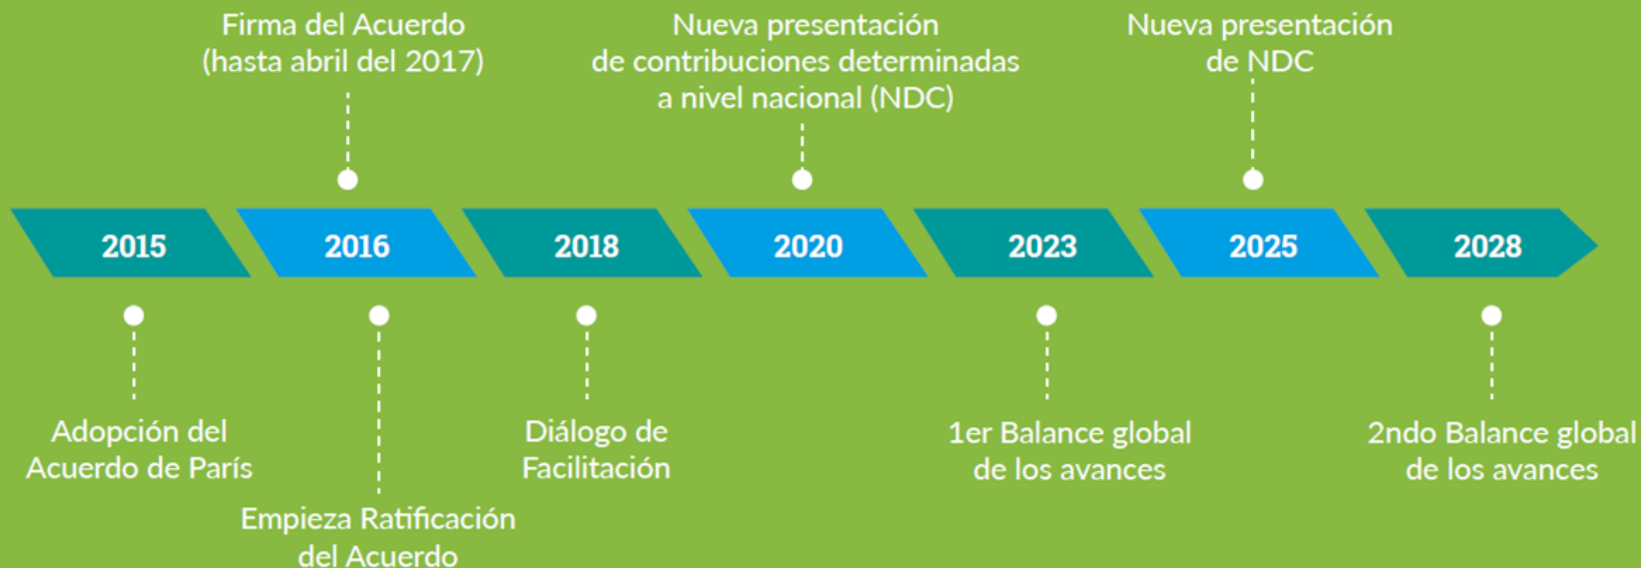 Firma del Acuerdo
(hasta abril del 2017)
Nueva presentación
de contribuciones determinadas
a nivel nacional (NDC)
Nueva presentación
de NDC
2015
2016
2018
2020
2023
2025
2028
Adopción del
Acuerdo de París
Empieza Ratificación
del Acuerdo
Diálogo de
Facilitación
1er Balance global
de los avances
2ndo Balance global
de los avances